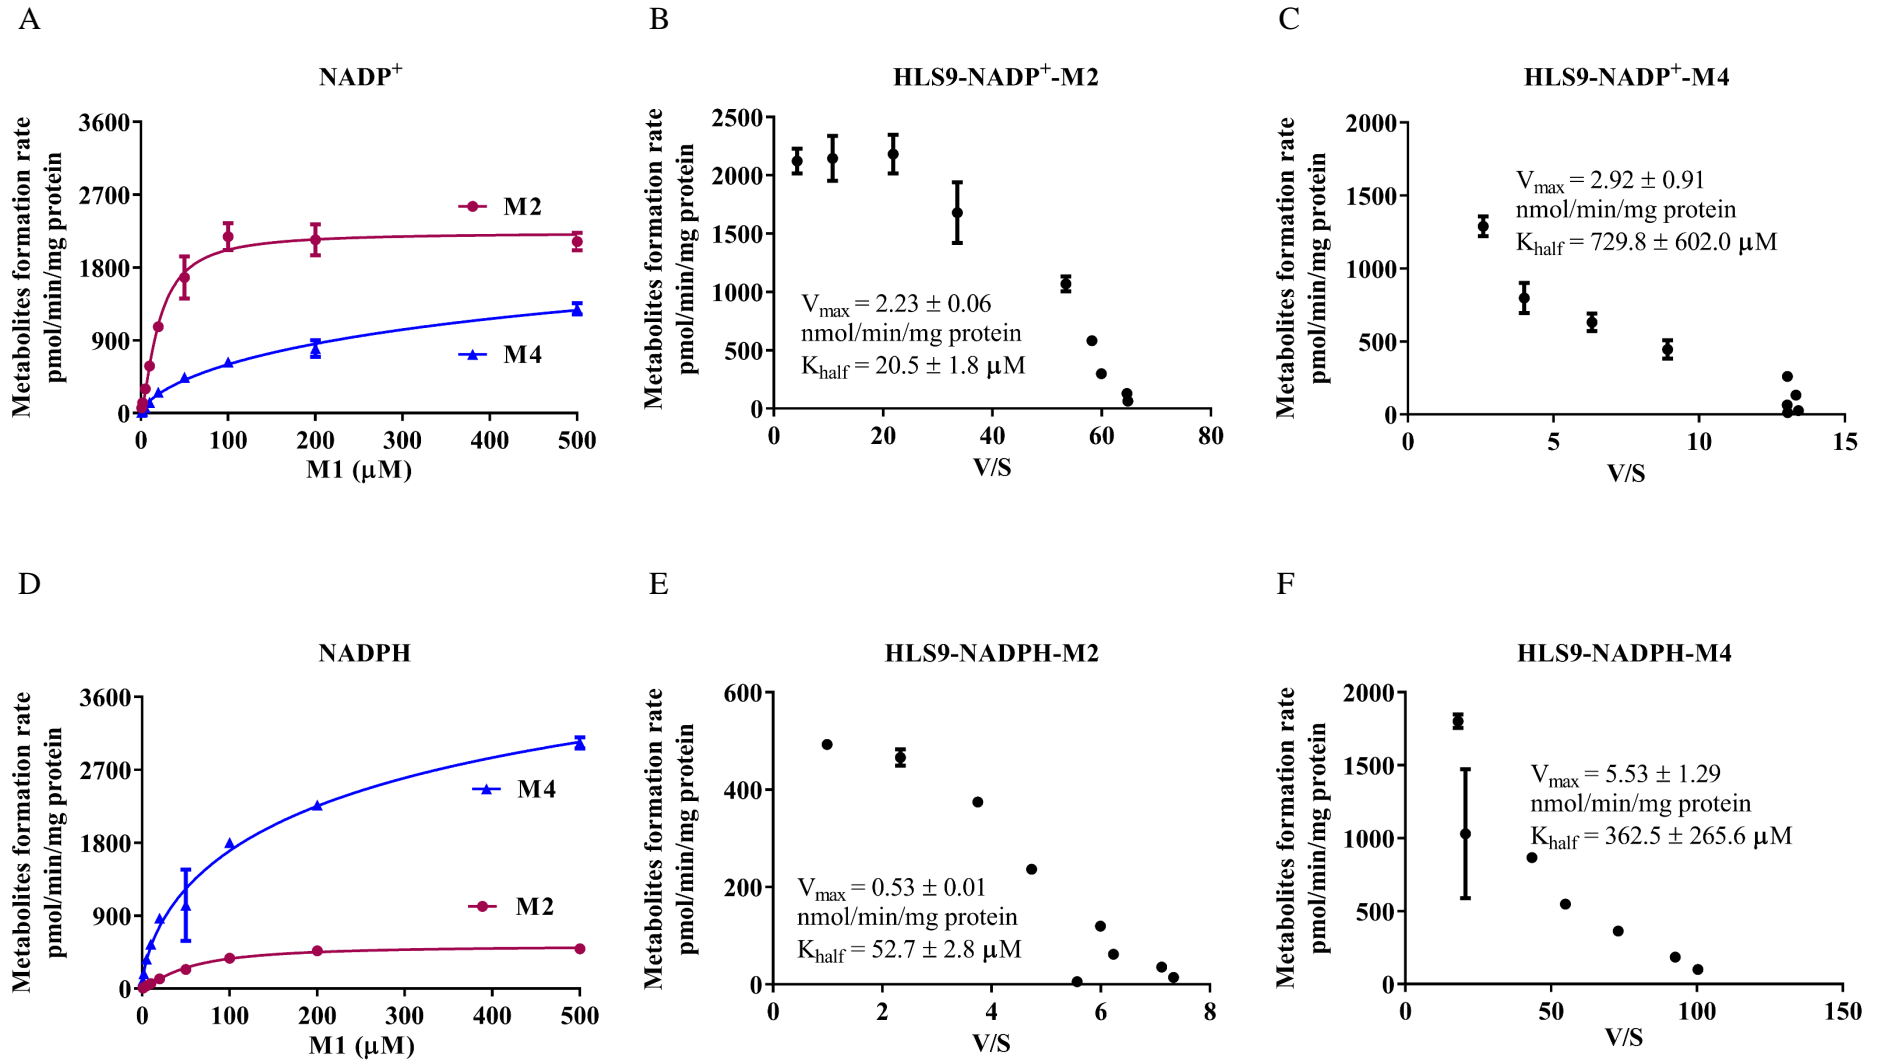 A
NADP+
Metabolites formation rate
pmol/min/mg protein
3600
2700
1800
900
0
M2
M4
0 100 200 300 400 500
M1 (μM)
B
HLS9-NADP+-M2
Metabolites formation rate
pmol/min/mg protein
2500
2000
1500
1000
500
0
Vmax = 2.23 ± 0.06
nmol/min/mg protein
Khalf = 20.5 ± 1.8 μM
0 20 40 60 80
V/S
C
HLS9-NADP+-M4
Metabolites formation rate
pmol/min/mg protein
2000
1500
1000
500
0
Vmax = 2.92 ± 0.91
nmol/min/mg protein
Khalf = 729.8 ± 602.0 μM
0 5 10 15
V/S
D
NADPH
Metabolites formation rate
pmol/min/mg protein
3600
2700
1800
900
0
M4
M2
0 100 200 300 400 500
M1 (μM)
E
HLS9-NADPH-M2
Metabolites formation rate
pmol/min/mg protein
600
400
200
0
Vmax = 0.53 ± 0.01
nmol/min/mg protein
Khalf = 52.7 ± 2.8 μM
0 2 4 6 8
V/S
F
HLS9-NADPH-M4
Metabolites formation rate
pmol/min/mg protein
2000
1500
1000
500
0
Vmax = 5.53 ± 1.29
nmol/min/mg protein
Khalf = 362.5 ± 265.6 μM
0 50 100 150
V/S